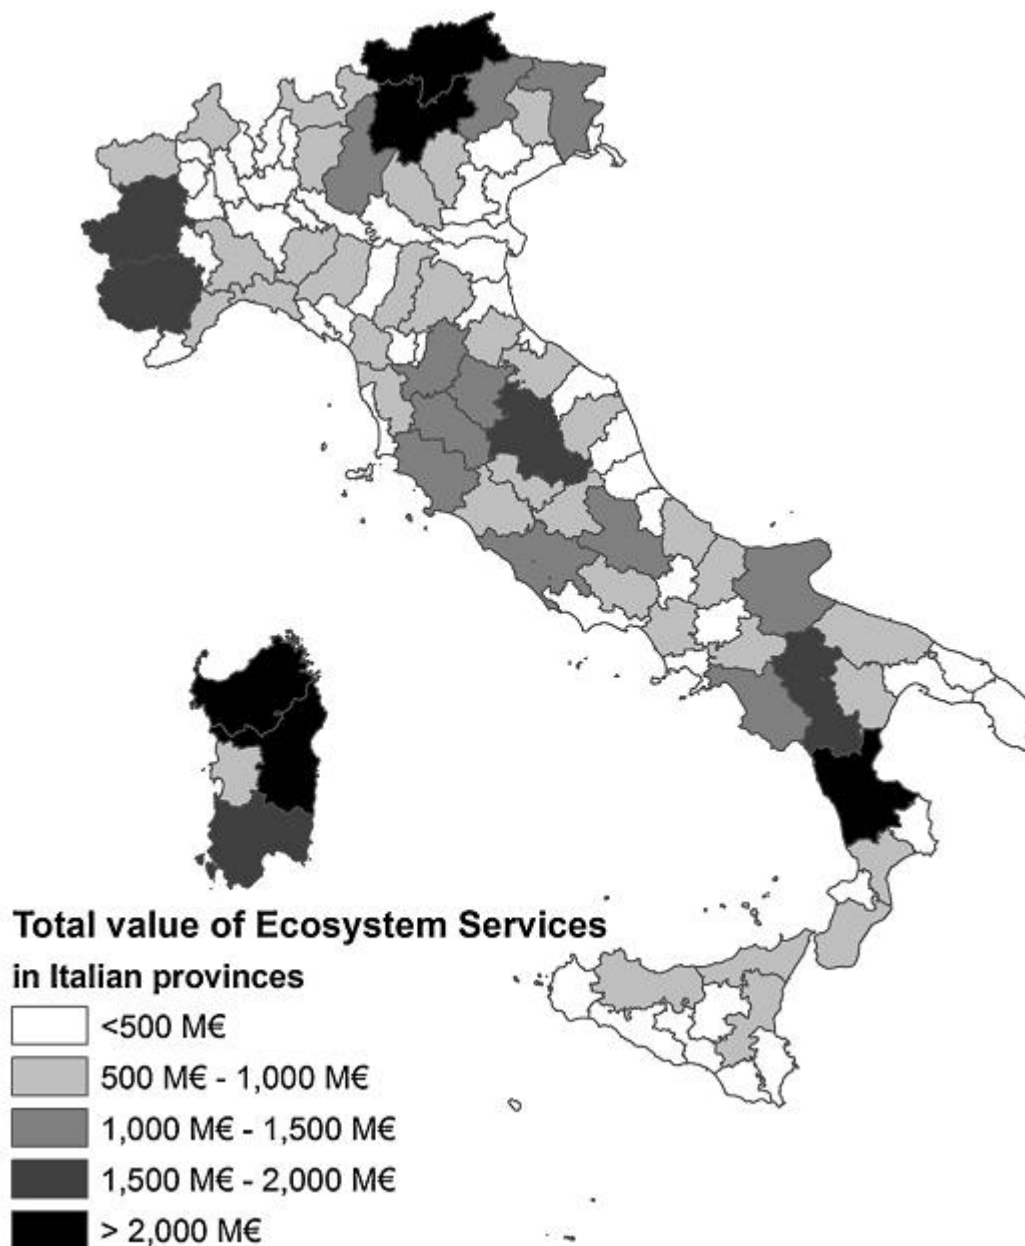 Total value of Ecosystem Services
in Italian provinces
<500 M€
500 M€ - 1,000 M€
1,000 M€ - 1,500 M€
1,500 M€ - 2,000 M€
> 2,000 M€